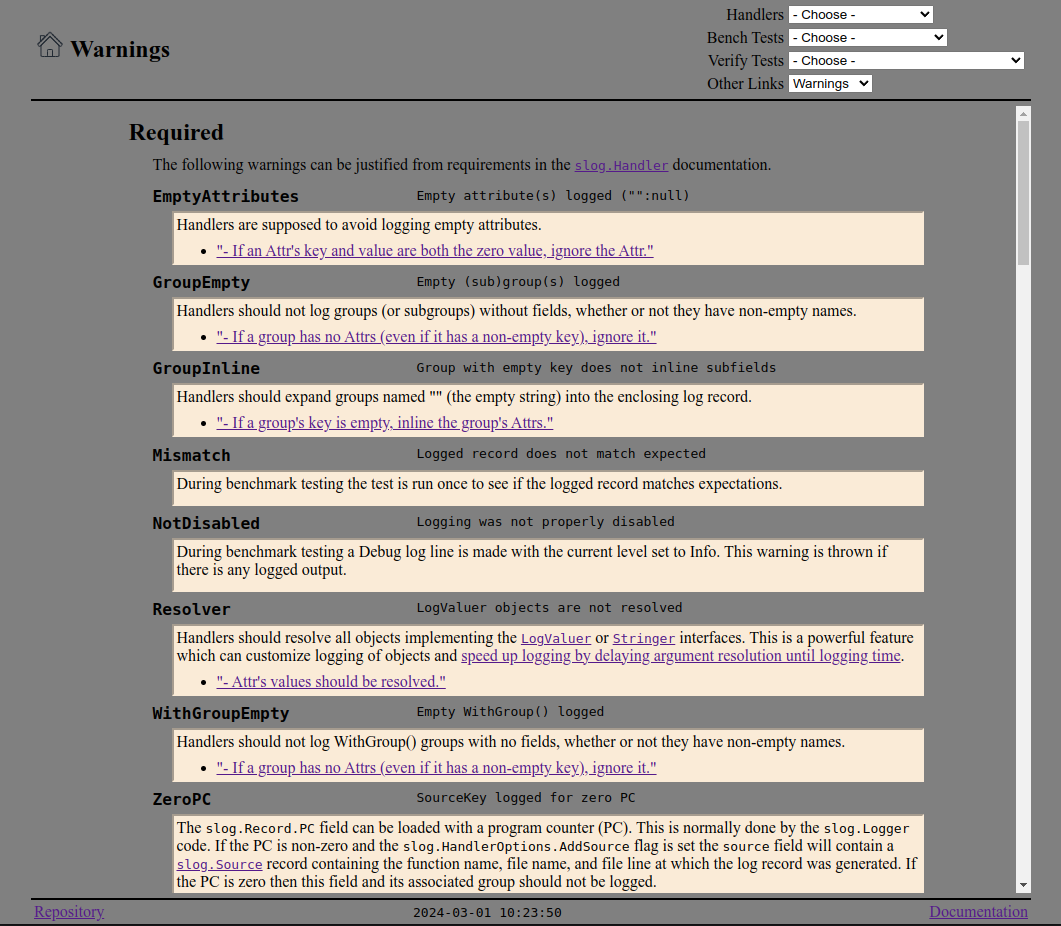 Warnings
Handlers - Choose -
Bench Tests - Choose -
Verify Tests - Choose -
Other Links Warnings
Required
The following warnings can be justified from requirements in the slog.Handler documentation.
EmptyAttributes Empty attribute(s) logged ("":null)
Handlers are supposed to avoid logging empty attributes.
• "- If an Attr's key and value are both the zero value, ignore the Attr."
GroupEmpty Empty (sub)group(s) logged
Handlers should not log groups (or subgroups) without fields, whether or not they have non-empty names.
• "- If a group has no Attrs (even if it has a non-empty key), ignore it."
GroupInline Group with empty key does not inline subfields
Handlers should expand groups named "" (the empty string) into the enclosing log record.
• "- If a group's key is empty, inline the group's Attrs."
Mismatch Logged record does not match expected
During benchmark testing the test is run once to see if the logged record matches expectations.
NotDisabled Logging was not properly disabled
During benchmark testing a Debug log line is made with the current level set to Info. This warning is thrown if
there is any logged output.
Resolver LogValuer objects are not resolved
Handlers should resolve all objects implementing the LogValuer or Stringer interfaces. This is a powerful feature
which can customize logging of objects and speed up logging by delaying argument resolution until logging time.
• "- Attr's values should be resolved."
WithGroupEmpty Empty WithGroup() logged
Handlers should not log WithGroup() groups with no fields, whether or not they have non-empty names.
• "- If a group has no Attrs (even if it has a non-empty key), ignore it."
ZeroPC SourceKey logged for zero PC
The slog.Record.PC field can be loaded with a program counter (PC). This is normally done by the slog.Logger
code. If the PC is non-zero and the slog.HandlerOptions.AddSource flag is set the source field will contain a
slog.Source record containing the function name, file name, and file line at which the log record was generated. If
the PC is zero then this field and its associated group should not be logged.
Repository 2024-03-01 10:23:50 Documentation